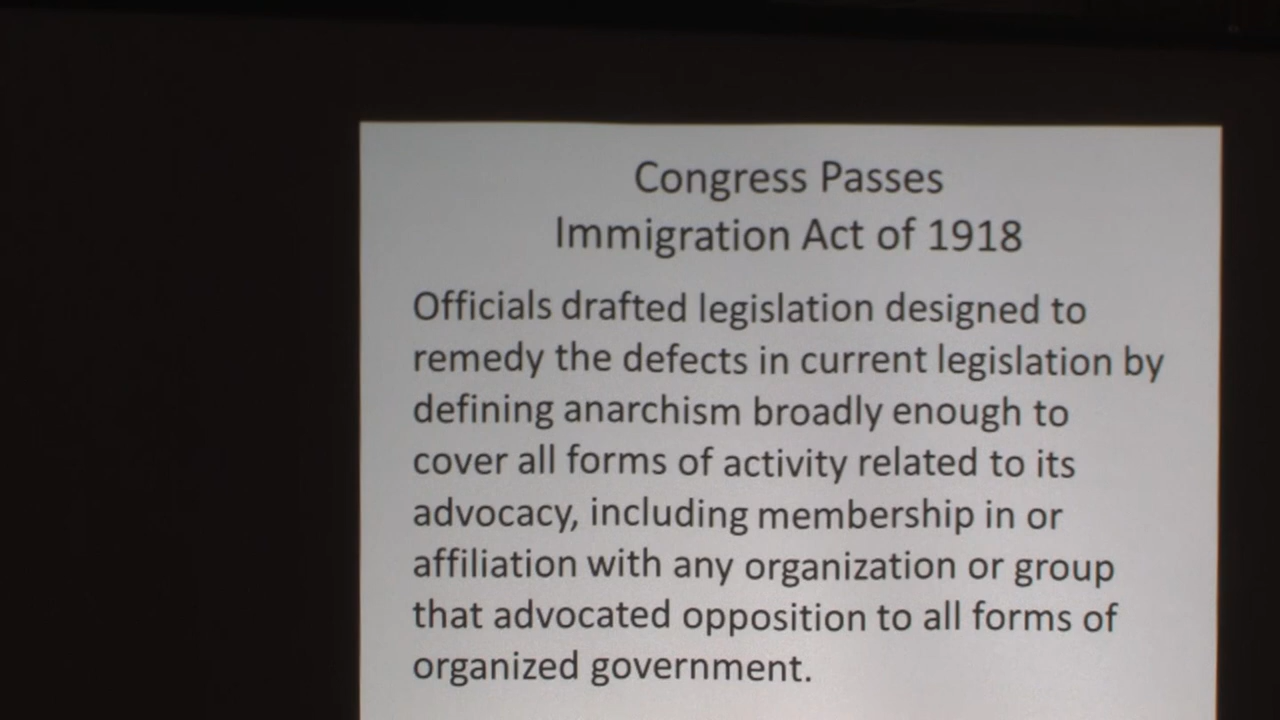 Congress Passes
Immigration Act of 1918
Officials drafted legislation designed to
remedy the defects in current legislation by
defining anarchism broadly enough to
cover all forms of activity related to its
advocacy, including membership in or
affiliation with any organization or group
that advocated opposition to all forms of
organized government.